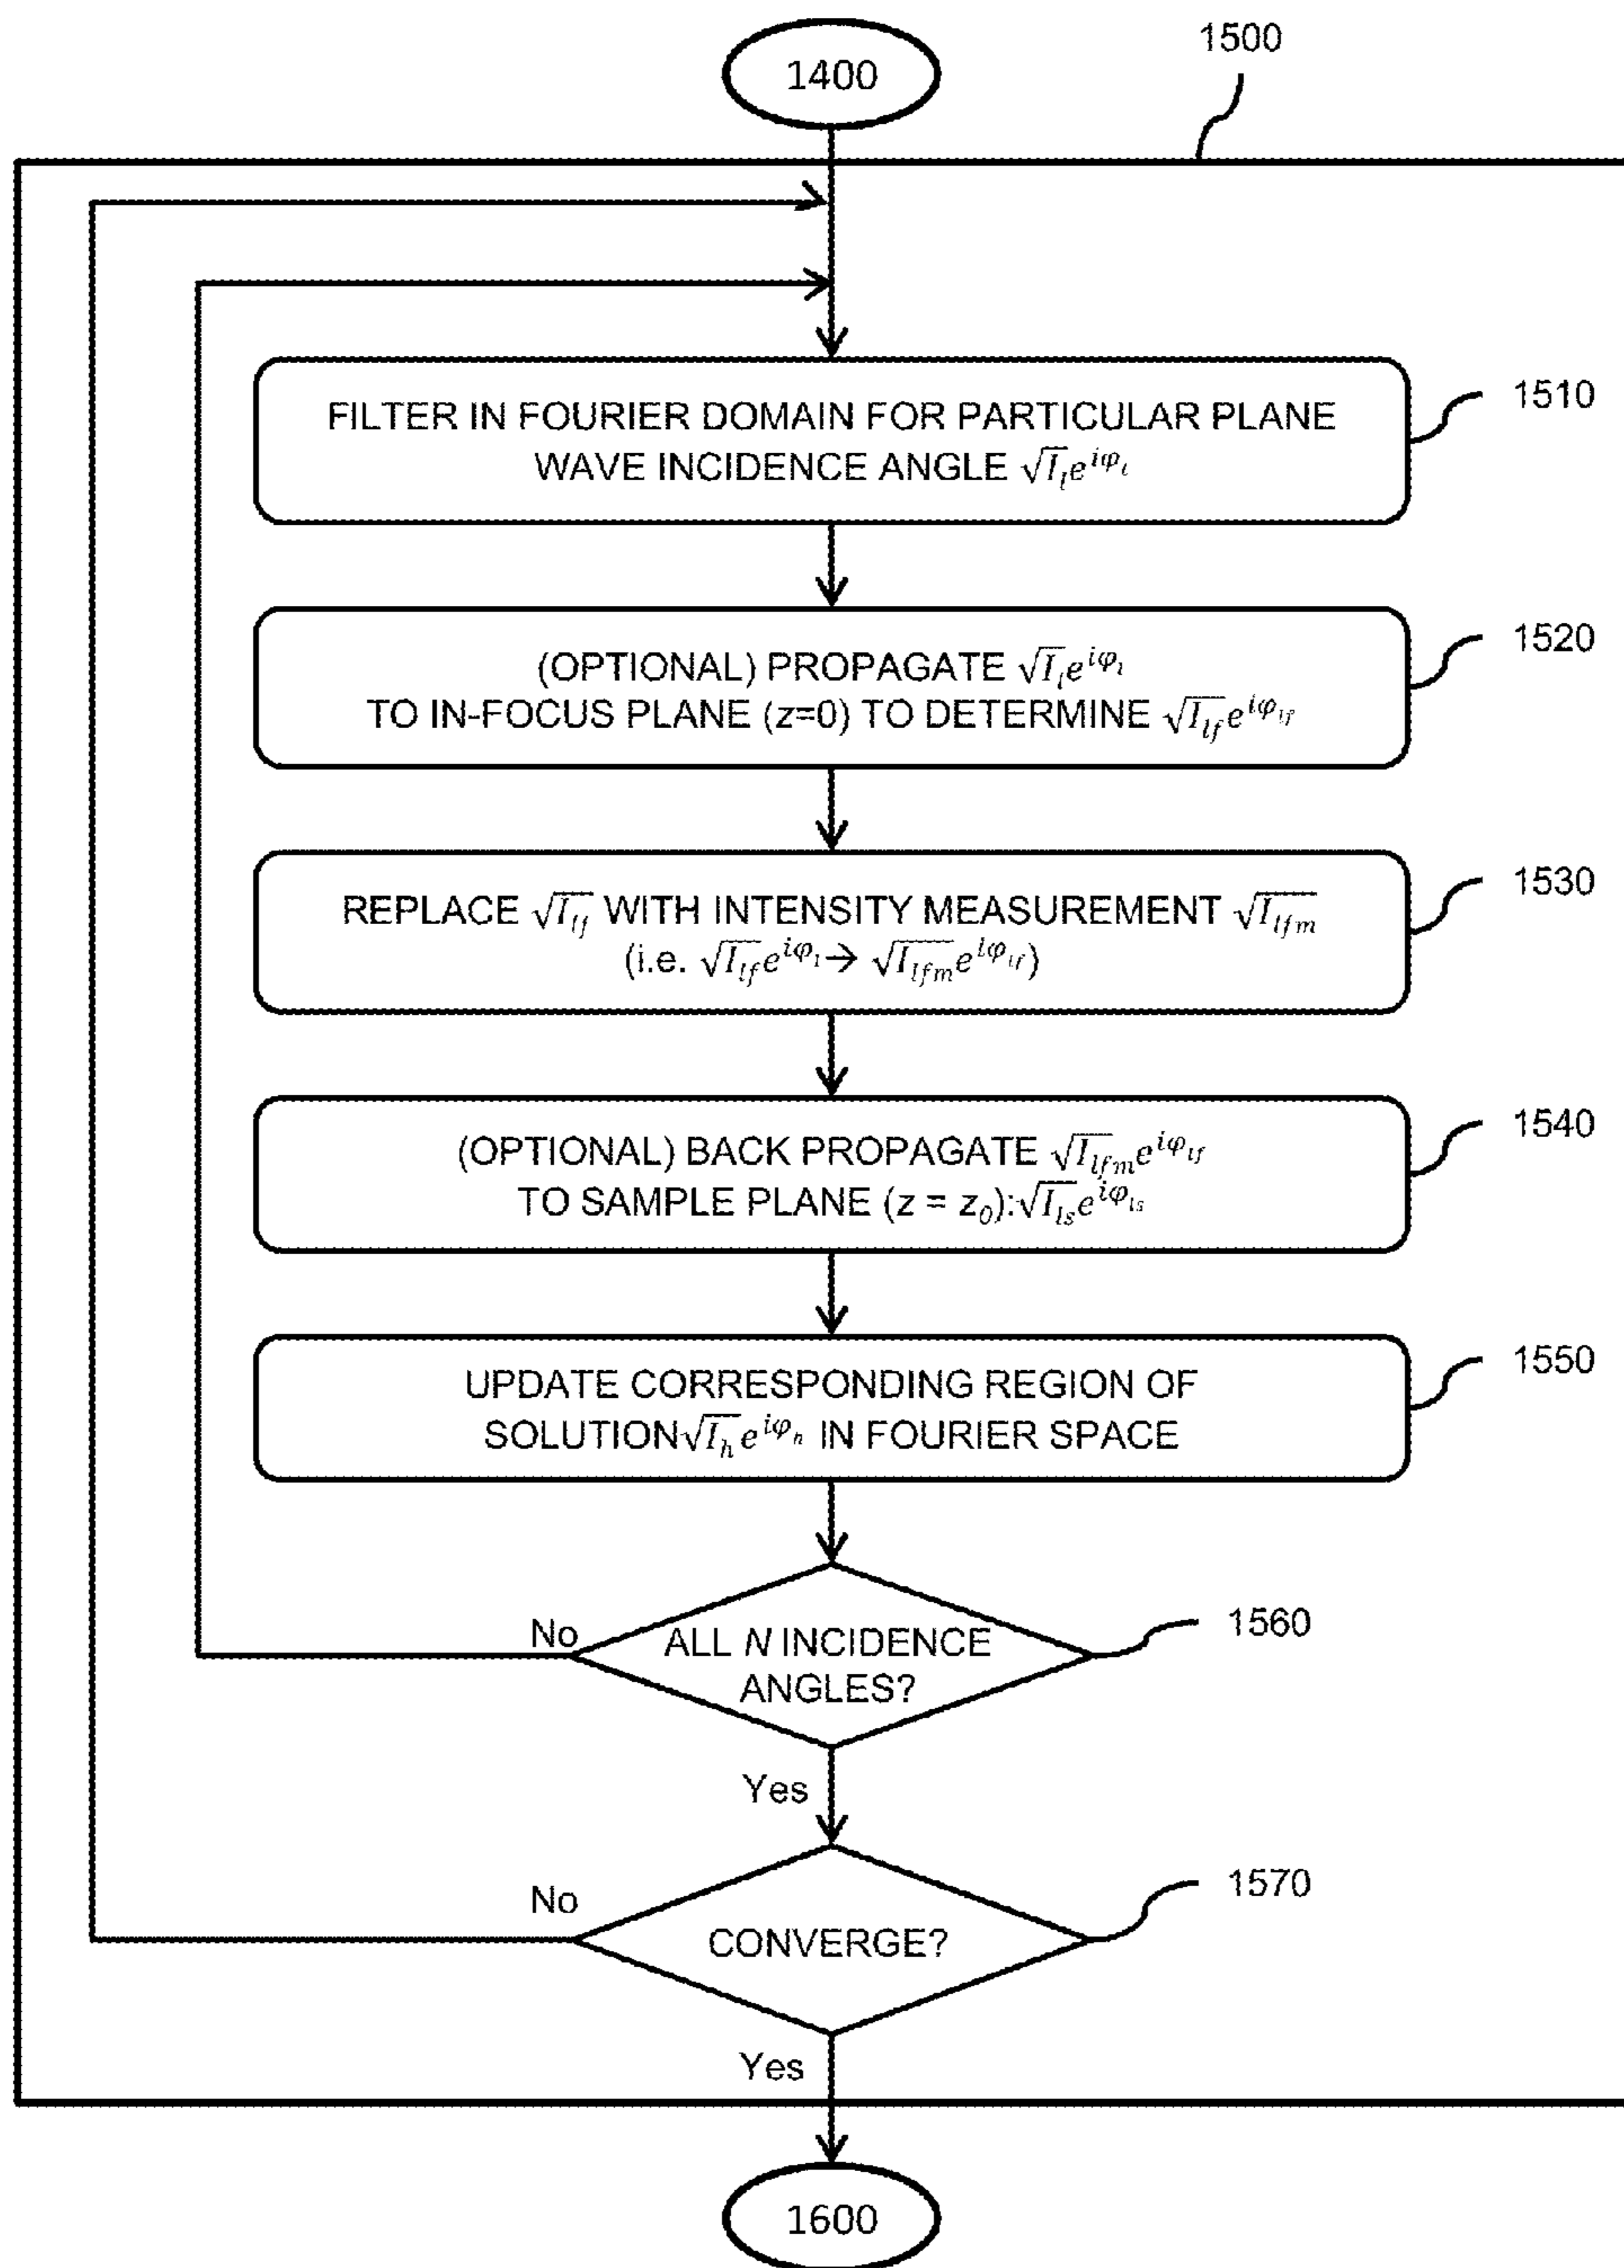 1400
1500
FILTER IN FOURIER DOMAIN FOR PARTICULAR PLANE
WAVE INCIDENCE ANGLE √I_l e^{iφ_l}
1510
(OPTIONAL) PROPAGATE √I_l e^{iφ_l}
TO IN-FOCUS PLANE (z=0) TO DETERMINE √I_{lf} e^{iφ_{lf}}
1520
REPLACE √I_{lf} WITH INTENSITY MEASUREMENT √I_{lfm}
(i.e. √I_{lf} e^{iφ_l} → √I_{lfm} e^{iφ_{lf}})
1530
(OPTIONAL) BACK PROPAGATE √I_{lfm} e^{iφ_{lf}}
TO SAMPLE PLANE (z = z_0):√I_{ls} e^{iφ_{ls}}
1540
UPDATE CORRESPONDING REGION OF
SOLUTION√I_h e^{iφ_h} IN FOURIER SPACE
1550
No
ALL N INCIDENCE
ANGLES?
1560
Yes
No
CONVERGE?
1570
Yes
1600